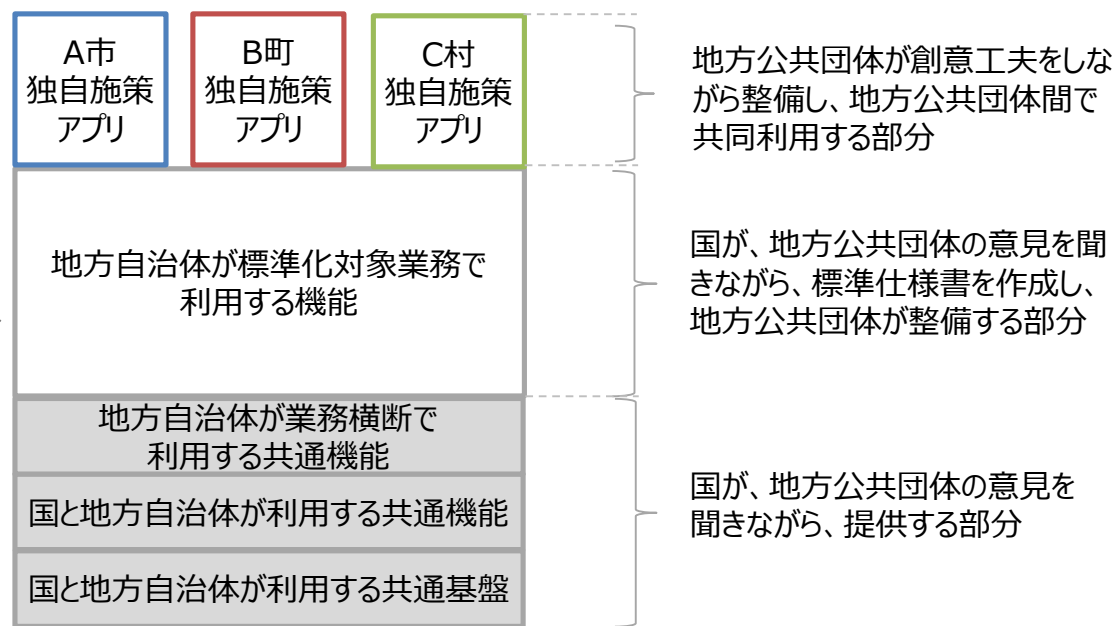 A市
独自施策
アプリ
B町
独自施策
アプリ
C村
独自施策
アプリ
地方公共団体が創意工夫をしな
がら整備し、地方公共団体間で
共同利用する部分
地方自治体が標準化対象業務で
利用する機能
国が、地方公共団体の意見を聞
きながら、標準仕様書を作成し、
地方公共団体が整備する部分
地方自治体が業務横断で
利用する共通機能
国と地方自治体が利用する共通機能
国と地方自治体が利用する共通基盤
国が、地方公共団体の意見を
聞きながら、提供する部分